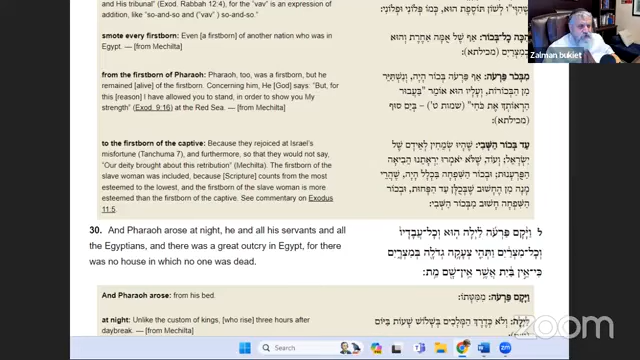 and His tribunal" (Exod. Rabbah 12:4), for the "vav" is an expression of
addition, like "so-and-so and ("vav" ) so-and-so."
smote every firstborn: Even [a firstborn] of another nation who was in
Egypt. — [from Mechilta]
from the firstborn of Pharaoh: Pharaoh, too, was a firstborn, but he
remained [alive] of the firstborn. Concerning him, He [God] says: "But, for
this [reason] I have allowed you to stand, in order to show you My
strength" (Exod. 9:16) at the Red Sea. — [from Mechilta]
to the firstborn of the captive: Because they rejoiced at Israel's
misfortune (Tanchuma 7), and furthermore, so that they would not say,
"Our deity brought about this retribution" (Mechilta). The firstborn of the
slave woman was included, because [Scripture] counts from the most
esteemed to the lowest, and the firstborn of the slave woman is more
esteemed than the firstborn of the captive. See commentary on Exodus
11:5.
30. And Pharaoh arose at night, he and all his servants and all
the Egyptians, and there was a great outcry in Egypt, for there
was no house in which no one was dead.
And Pharaoh arose: from his bed.
at night: Unlike the custom of kings, [who rise] three hours after
daybreak. — [from Mechilta]
שֶׁהַוָי"ו לְשׁוֹן תּוֹסֶפֶת הוּא, כְּמוֹ פְּלוֹנִי וּפְלוֹנִי:
הִכָּה כָל־בְּכוֹר: אַף שֶׁל אֻמָּה אַחֶרֶת וְהוּא
בְמִצְרַיִם (מכילתא):
מִבְּכֹר פַּרְעֹה: אַף פַּרְעֹה בְּכוֹר הָיָה, וְנִשְׁתַּיֵּר
מִן הַבְּכוֹרוֹת, וְעָלָיו הוּא אוֹמֵר "בַּעֲבוּר
הַרְאֹתְךָ אֶת כֹּחִי" (שמות ט') – בְּיַם סוּף
(מכילתא):
עַד בְּכוֹר הַשְּׁבִי: שֶׁהָיוּ שְׂמֵחִין לְאֵידָם שֶׁל
יִשְׂרָאֵל; וְעוֹד, שֶׁלֹּא יֹאמְרוּ יִרְאָתֵנוּ הֵבִיאָה
הַפֻּרְעָנוּת; וּבְכוֹר הַשִּׁפְחָה בַּכְּלָל הָיָה, שֶׁהֲרֵי
מָנָה מִן הֶחָשׁוּב שֶׁבְּכֻלָּן עַד הַפָּחוּת, וּבְכוֹר
הַשִּׁפְחָה חָשׁוּב מִבְּכוֹר הַשְּׁבִי:
ל וַיָּקָם פַּרְעֹה לַיְלָה הוּא וְכָל־עֲבָדָיו
וְכָל־מִצְרַיִם וַתְּהִי צְעָקָה גְדֹלָה בְּמִצְרָיִם
כִּי־אֵין בַּיִת אֲשֶׁר אֵין־שָׁם מֵת:
וַיָּקָם פַּרְעֹה: מִמִּטָּתוֹ:
לַיְלָה: וְלֹא כְדֶרֶךְ הַמְּלָכִים בְּשָׁלוֹשׁ שָׁעוֹת בַּיּוֹם
Zalman bukiet
Search
zoom